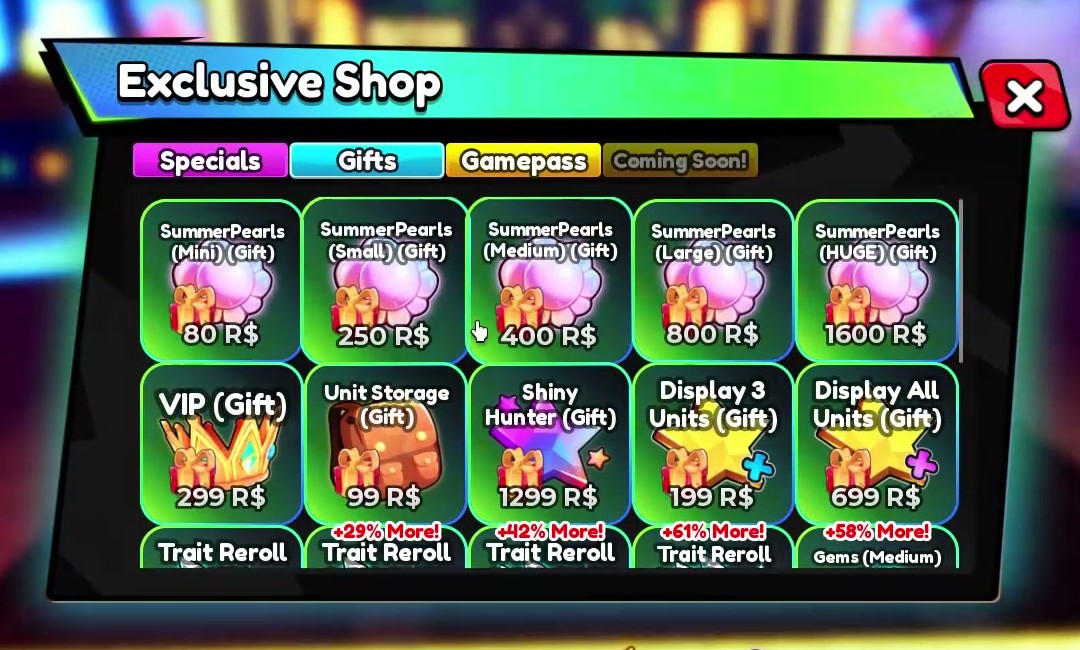 Exclusive Shop
Specials
Gifts
Gamepass
Coming Soon!
SummerPearls
(Mini) (Gift)
80 R$
SummerPearls
(Small) (Gift)
250 R$
SummerPearls
(Medium) (Gift)
400 R$
SummerPearls
(Large) (Gift)
800 R$
SummerPearls
(HUGE) (Gift)
1600 R$
VIP (Gift)
299 R$
Unit Storage
(Gift)
99 R$
Shiny
Hunter (Gift)
1299 R$
Display 3
Units (Gift)
199 R$
Display All
Units (Gift)
699 R$
Trait Reroll
+29% More!
Trait Reroll
+42% More!
Trait Reroll
+61% More!
Trait Reroll
+58% More!
Gems (Medium)